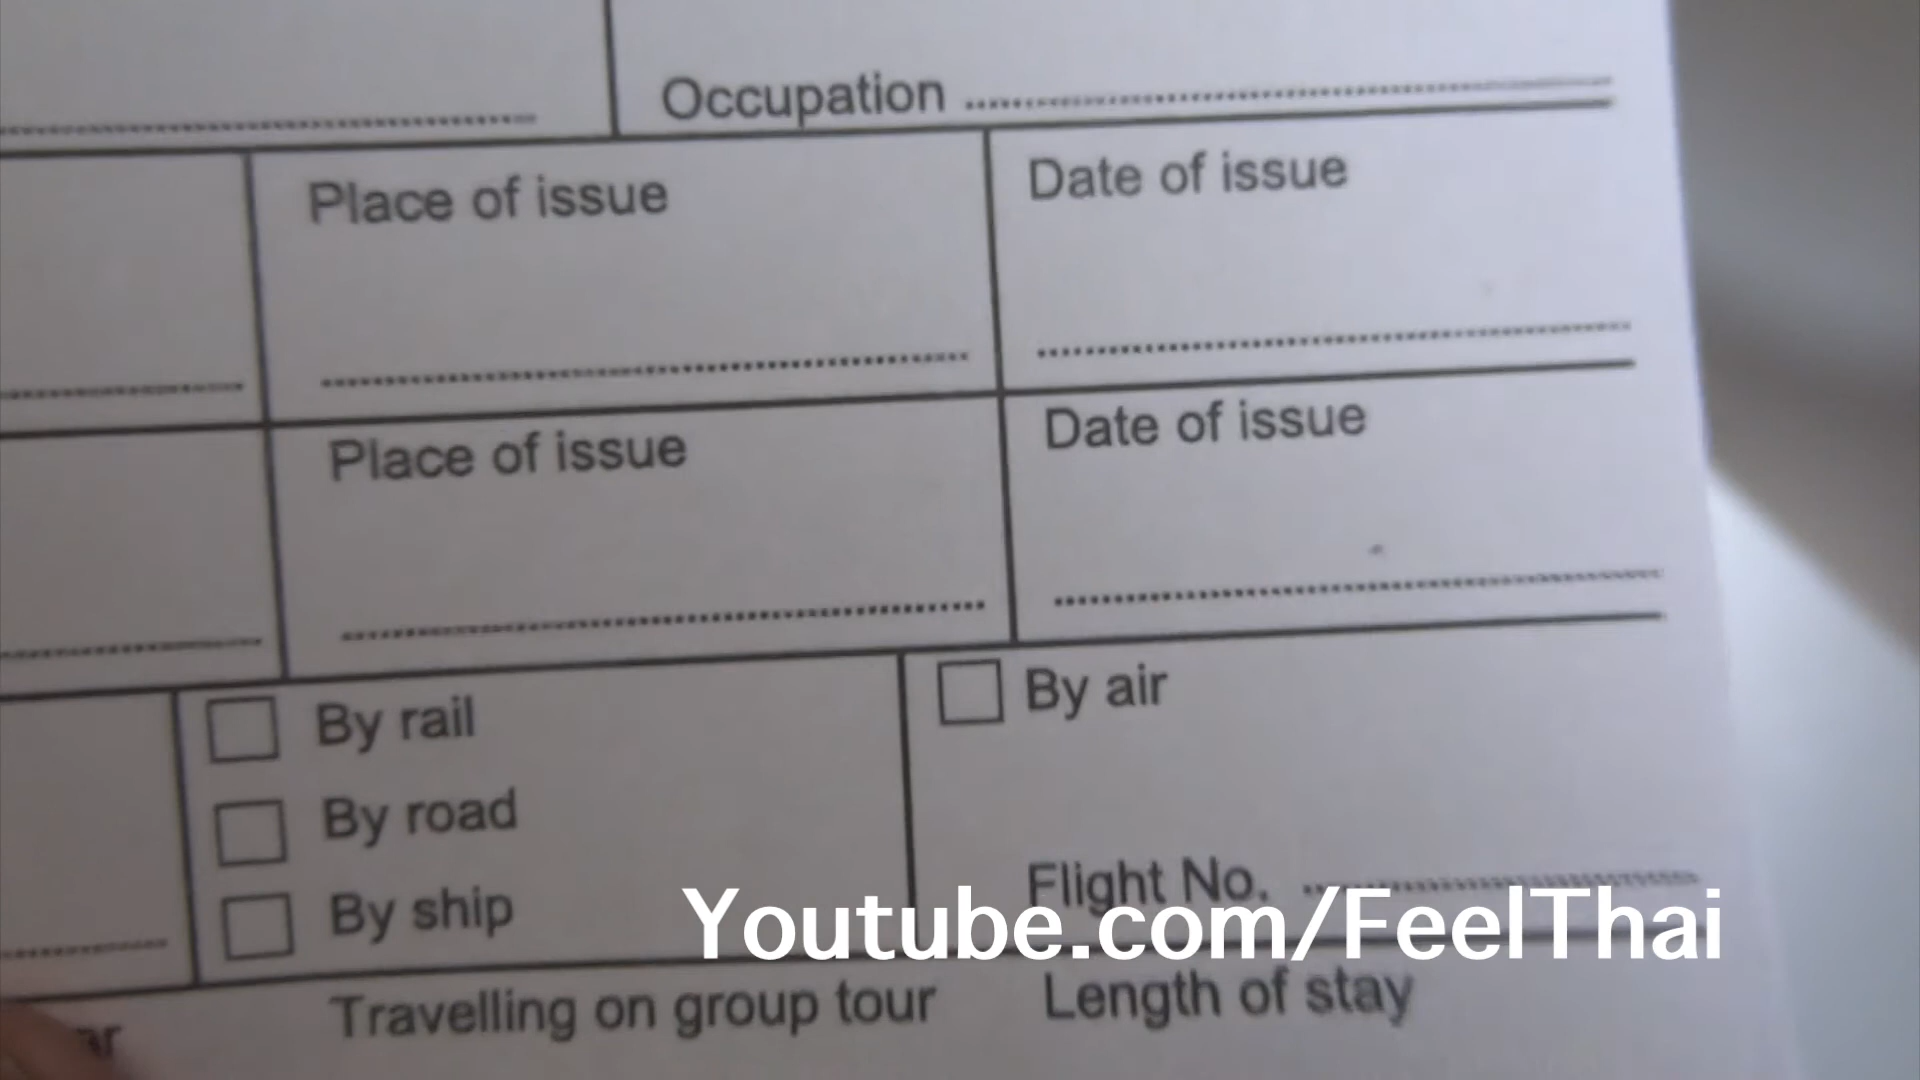 Occupation
Place of issue
Date of issue
Place of issue
Date of issue
By rail
By air
By road
By ship
Flight No.
Youtube.com/FeelThai
Travelling on group tour
Length of stay